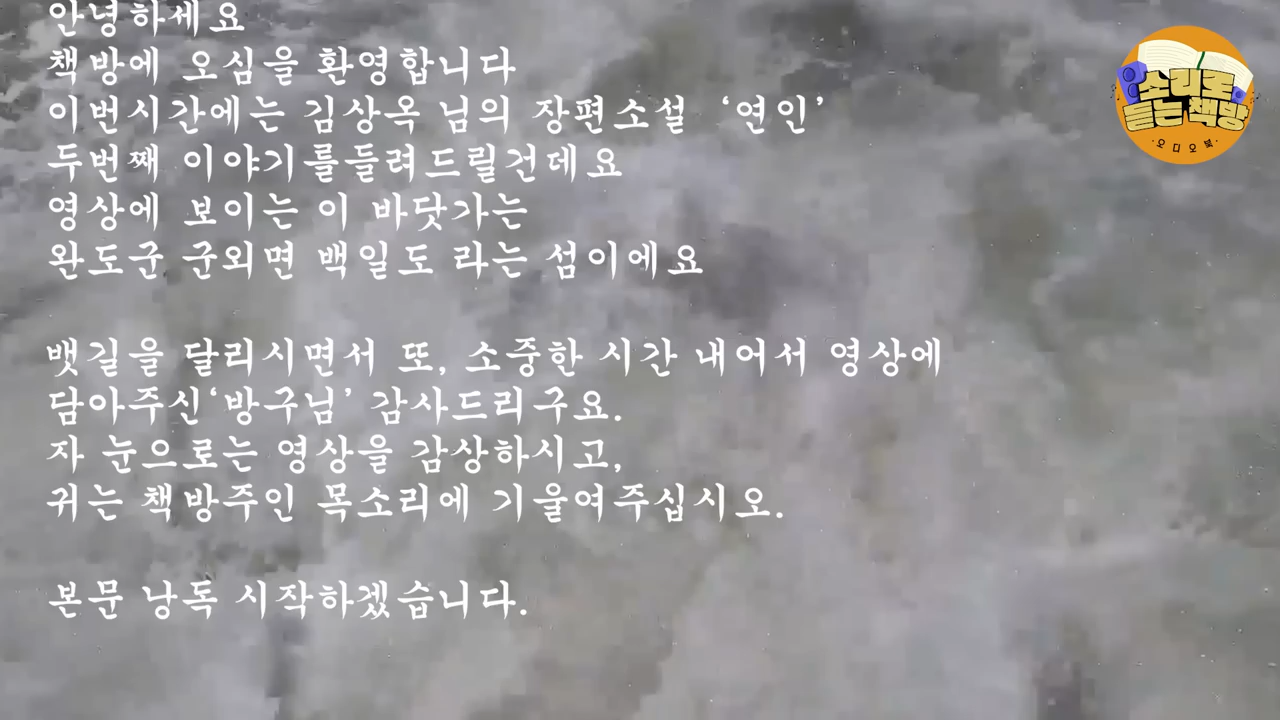 안녕하세요
책방에 오심을 환영합니다
이번시간에는 김상옥 님의 장편소설 ‘연인’
두번째 이야기를들려드릴건데요
영상에 보이는 이 바닷가는
완도군 군외면 백일도 라는 섬이에요
뱃길을 달리시면서 또, 소중한 시간 내어서 영상에
담아주신‘방구님’ 감사드리구요.
자 눈으로는 영상을 감상하시고,
귀는 책방주인 목소리에 기울여주십시오.
본문 낭독 시작하겠습니다.
소리로
듣는 책방
·오디오북·